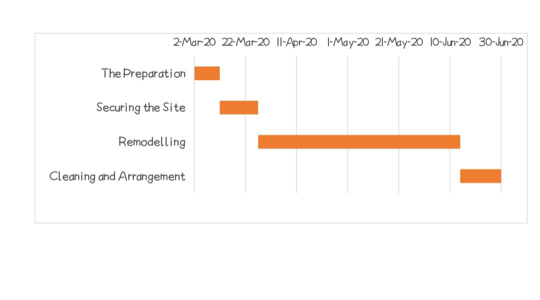 2-Mar-20 22-Mar-20 11-Apr-20 1-May-20 21-May-20 10-Jun-20 30-Jun-20
The Preparation
Securing the Site
Remodelling
Cleaning and Arrangement